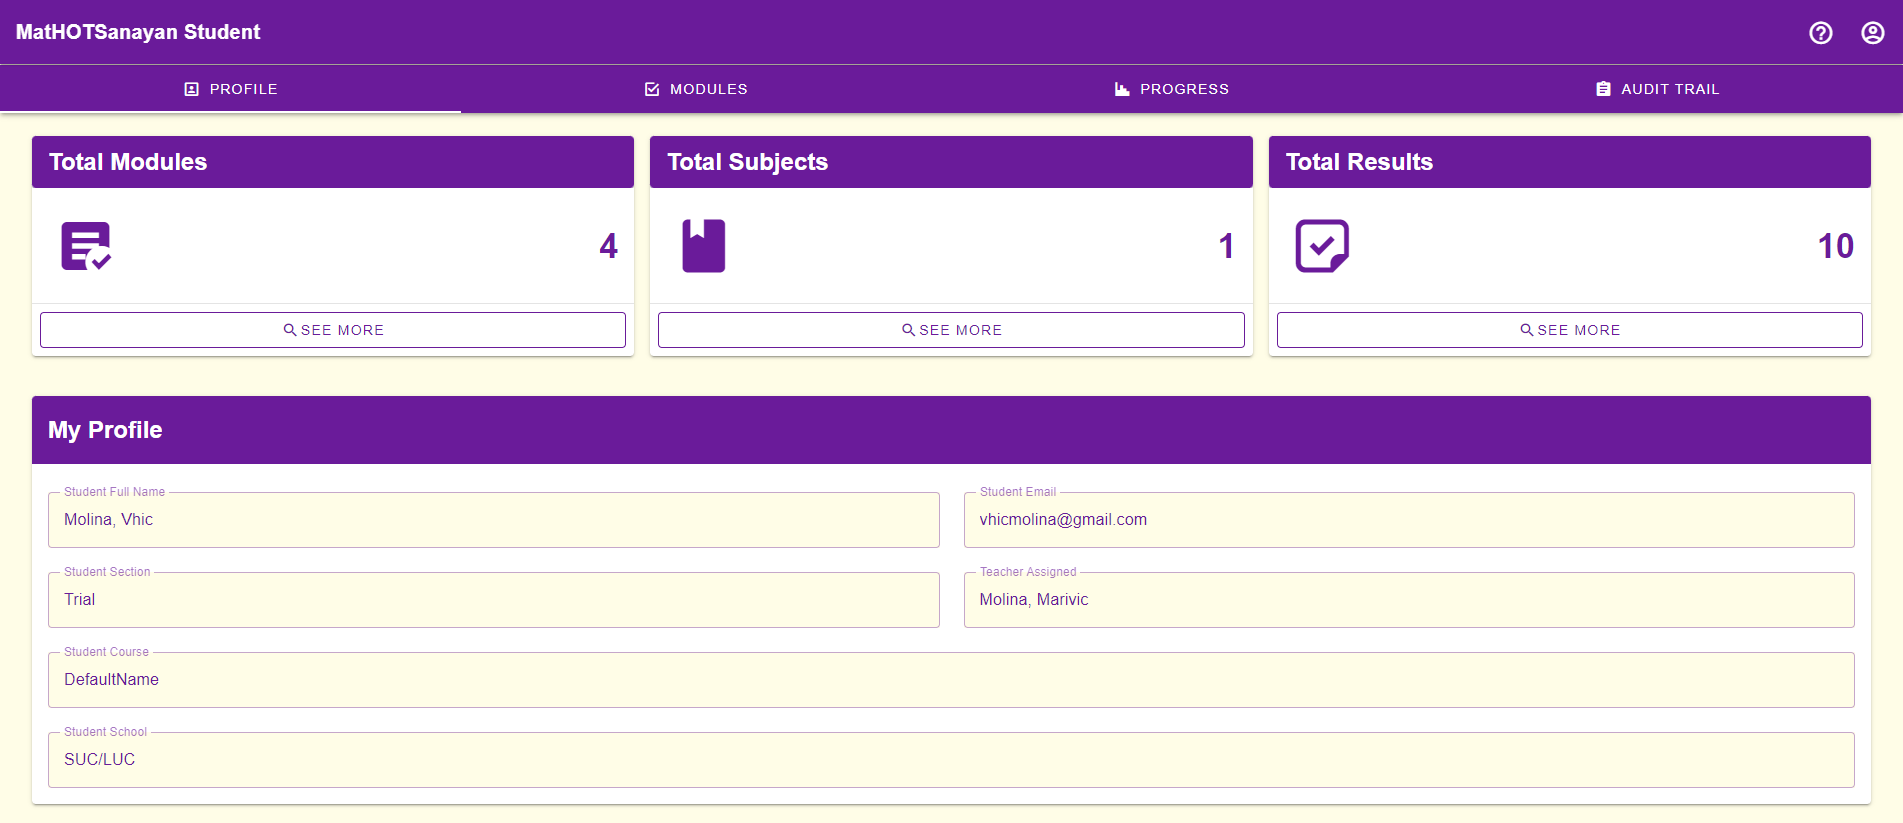 MatHOTSanayan Student
PROFILE
MODULES
PROGRESS
AUDIT TRAIL
Total Modules
Total Subjects
Total Results
4
1
10
SEE MORE
SEE MORE
SEE MORE
My Profile
Student Full Name
Student Email
Molina, Vhic
vhicmolina@gmail.com
Student Section
Teacher Assigned
Trial
Molina, Marivic
Student Course
DefaultName
Student School
SUC/LUC